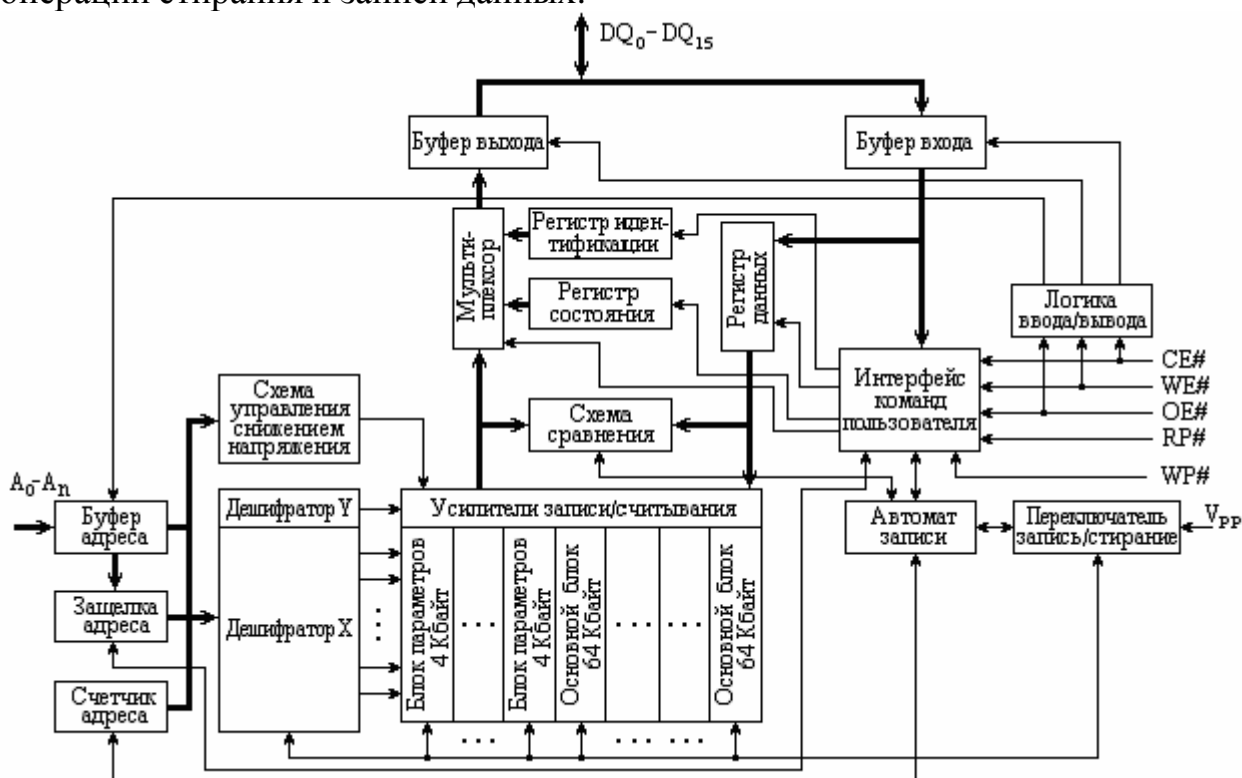 операции стирания и записи данных.
DQ₀–DQ₁₅
Буфер выхода
Буфер входа
Мульти-
плексор
Регистр иден-
тификации
Регистр
состояния
Регистр
данных
Логика
ввода/вывода
CE#
WE#
OE#
RP#
WP#
Интерфейс
команд
пользователя
Схема
управления
снижением
напряжения
Схема
сравнения
A₀-Aₙ
Буфер
адреса
Дешифратор Y
Усилители записи/считывания
Автомат
записи
Переключатель
запись/стирание
V_PP
Защелка
адреса
Дешифратор X
Блок параметров
4 Кбайт
. . .
Блок параметров
4 Кбайт
Основной блок
64 Кбайт
. . .
. . .
Основной блок
64 Кбайт
Счетчик
адреса
. . .
. . .
. . .